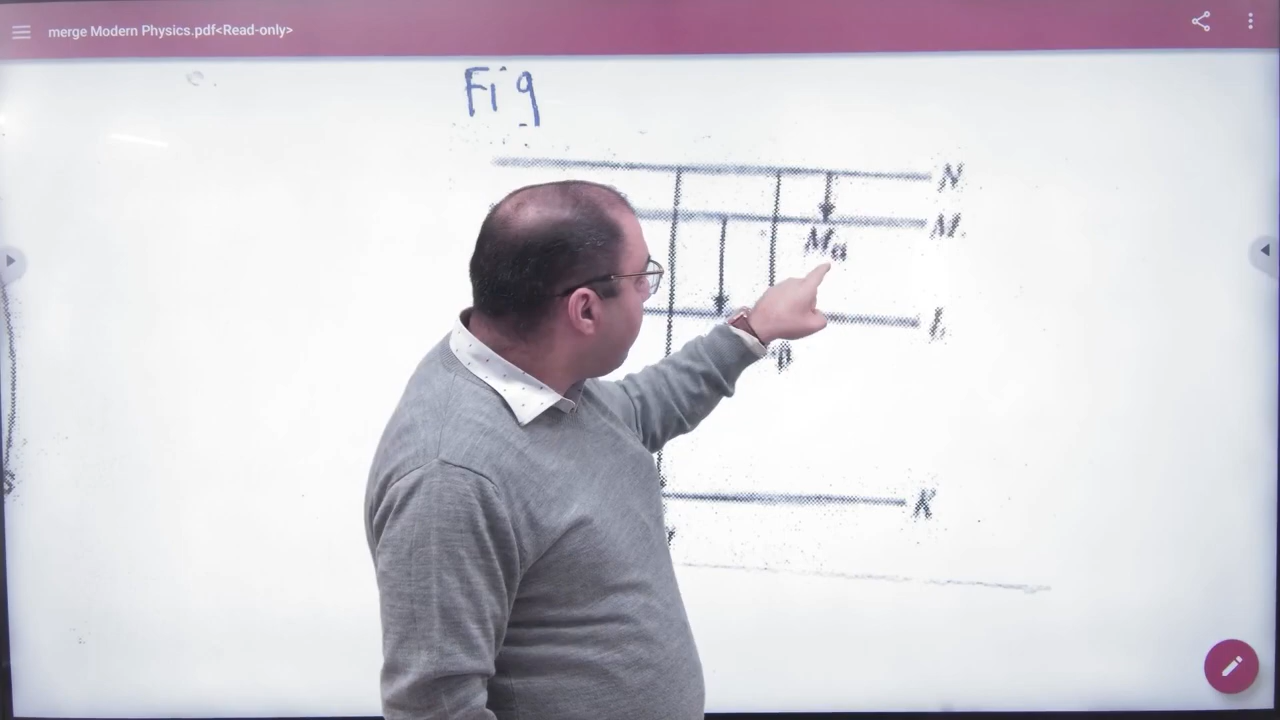 merge Modern Physics.pdf<Read-only>
Fig
N
M
Mα
L
β
K
γ